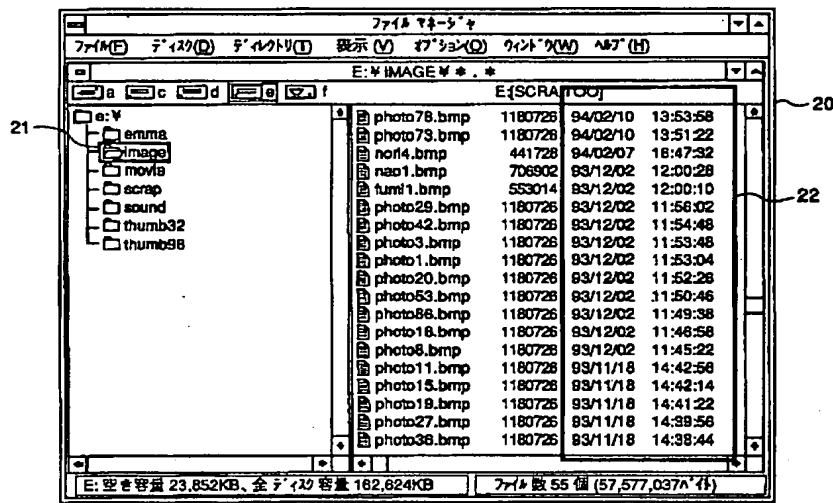 ファイル マネージャ
ファイル(F) ディスク(D) ディレクトリ(T) 表示(V) オプション(O) ウィンドウ(W) ヘルプ(H)
E:¥IMAGE¥*.*
a c d e f E:[SCRATOO]
20
21
22
e:¥
emma
image
movie
scrap
sound
thumb32
thumb98
photo78.bmp 1180726 94/02/10 13:53:58
photo73.bmp 1180726 94/02/10 13:51:22
nori4.bmp 441728 94/02/07 16:47:32
nao1.bmp 706902 93/12/02 12:00:28
fumi1.bmp 553014 93/12/02 12:00:10
photo29.bmp 1180726 93/12/02 11:56:02
photo42.bmp 1180726 93/12/02 11:54:48
photo3.bmp 1180726 93/12/02 11:53:48
photo1.bmp 1180726 93/12/02 11:53:04
photo20.bmp 1180726 93/12/02 11:52:28
photo53.bmp 1180726 93/12/02 11:50:46
photo86.bmp 1180726 93/12/02 11:49:38
photo18.bmp 1180726 93/12/02 11:46:58
photo8.bmp 1180726 93/12/02 11:45:22
photo11.bmp 1180726 93/11/18 14:42:56
photo15.bmp 1180726 93/11/18 14:42:14
photo19.bmp 1180726 93/11/18 14:41:22
photo27.bmp 1180726 93/11/18 14:39:56
photo36.bmp 1180726 93/11/18 14:38:44
E: 空き容量 23,852KB、全ディスク容量 162,624KB ファイル数 55 個 (57,577,037バイト)